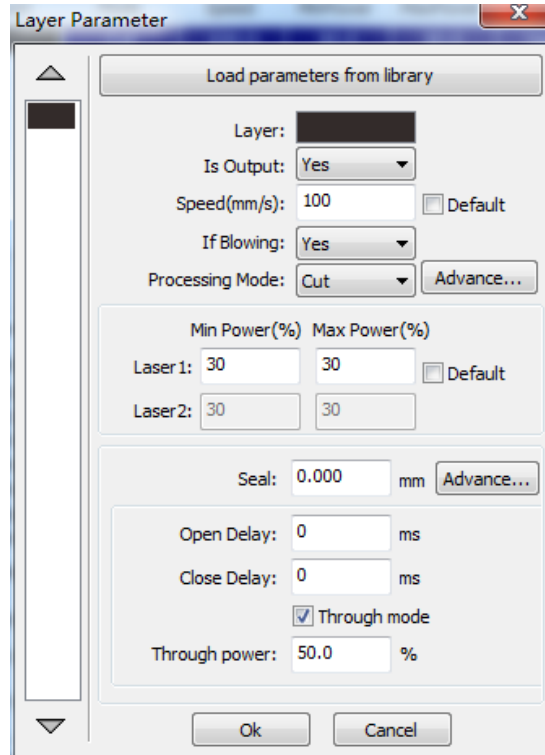 Layer Parameter
Load parameters from library
Layer:
Is Output: Yes
Speed(mm/s): 100 Default
If Blowing: Yes
Processing Mode: Cut Advance...
Min Power(%) Max Power(%)
Laser1: 30 30 Default
Laser2: 30 30
Seal: 0.000 mm Advance...
Open Delay: 0 ms
Close Delay: 0 ms
Through mode
Through power: 50.0 %
Ok Cancel